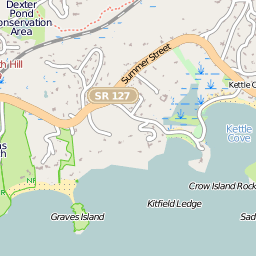 Dexter
Pond
Conservation
Area
Hill
Summer Street
SR 127
Kettle
Kettle
Cove
Crow Island Rock
Kitfield Ledge
Graves Island